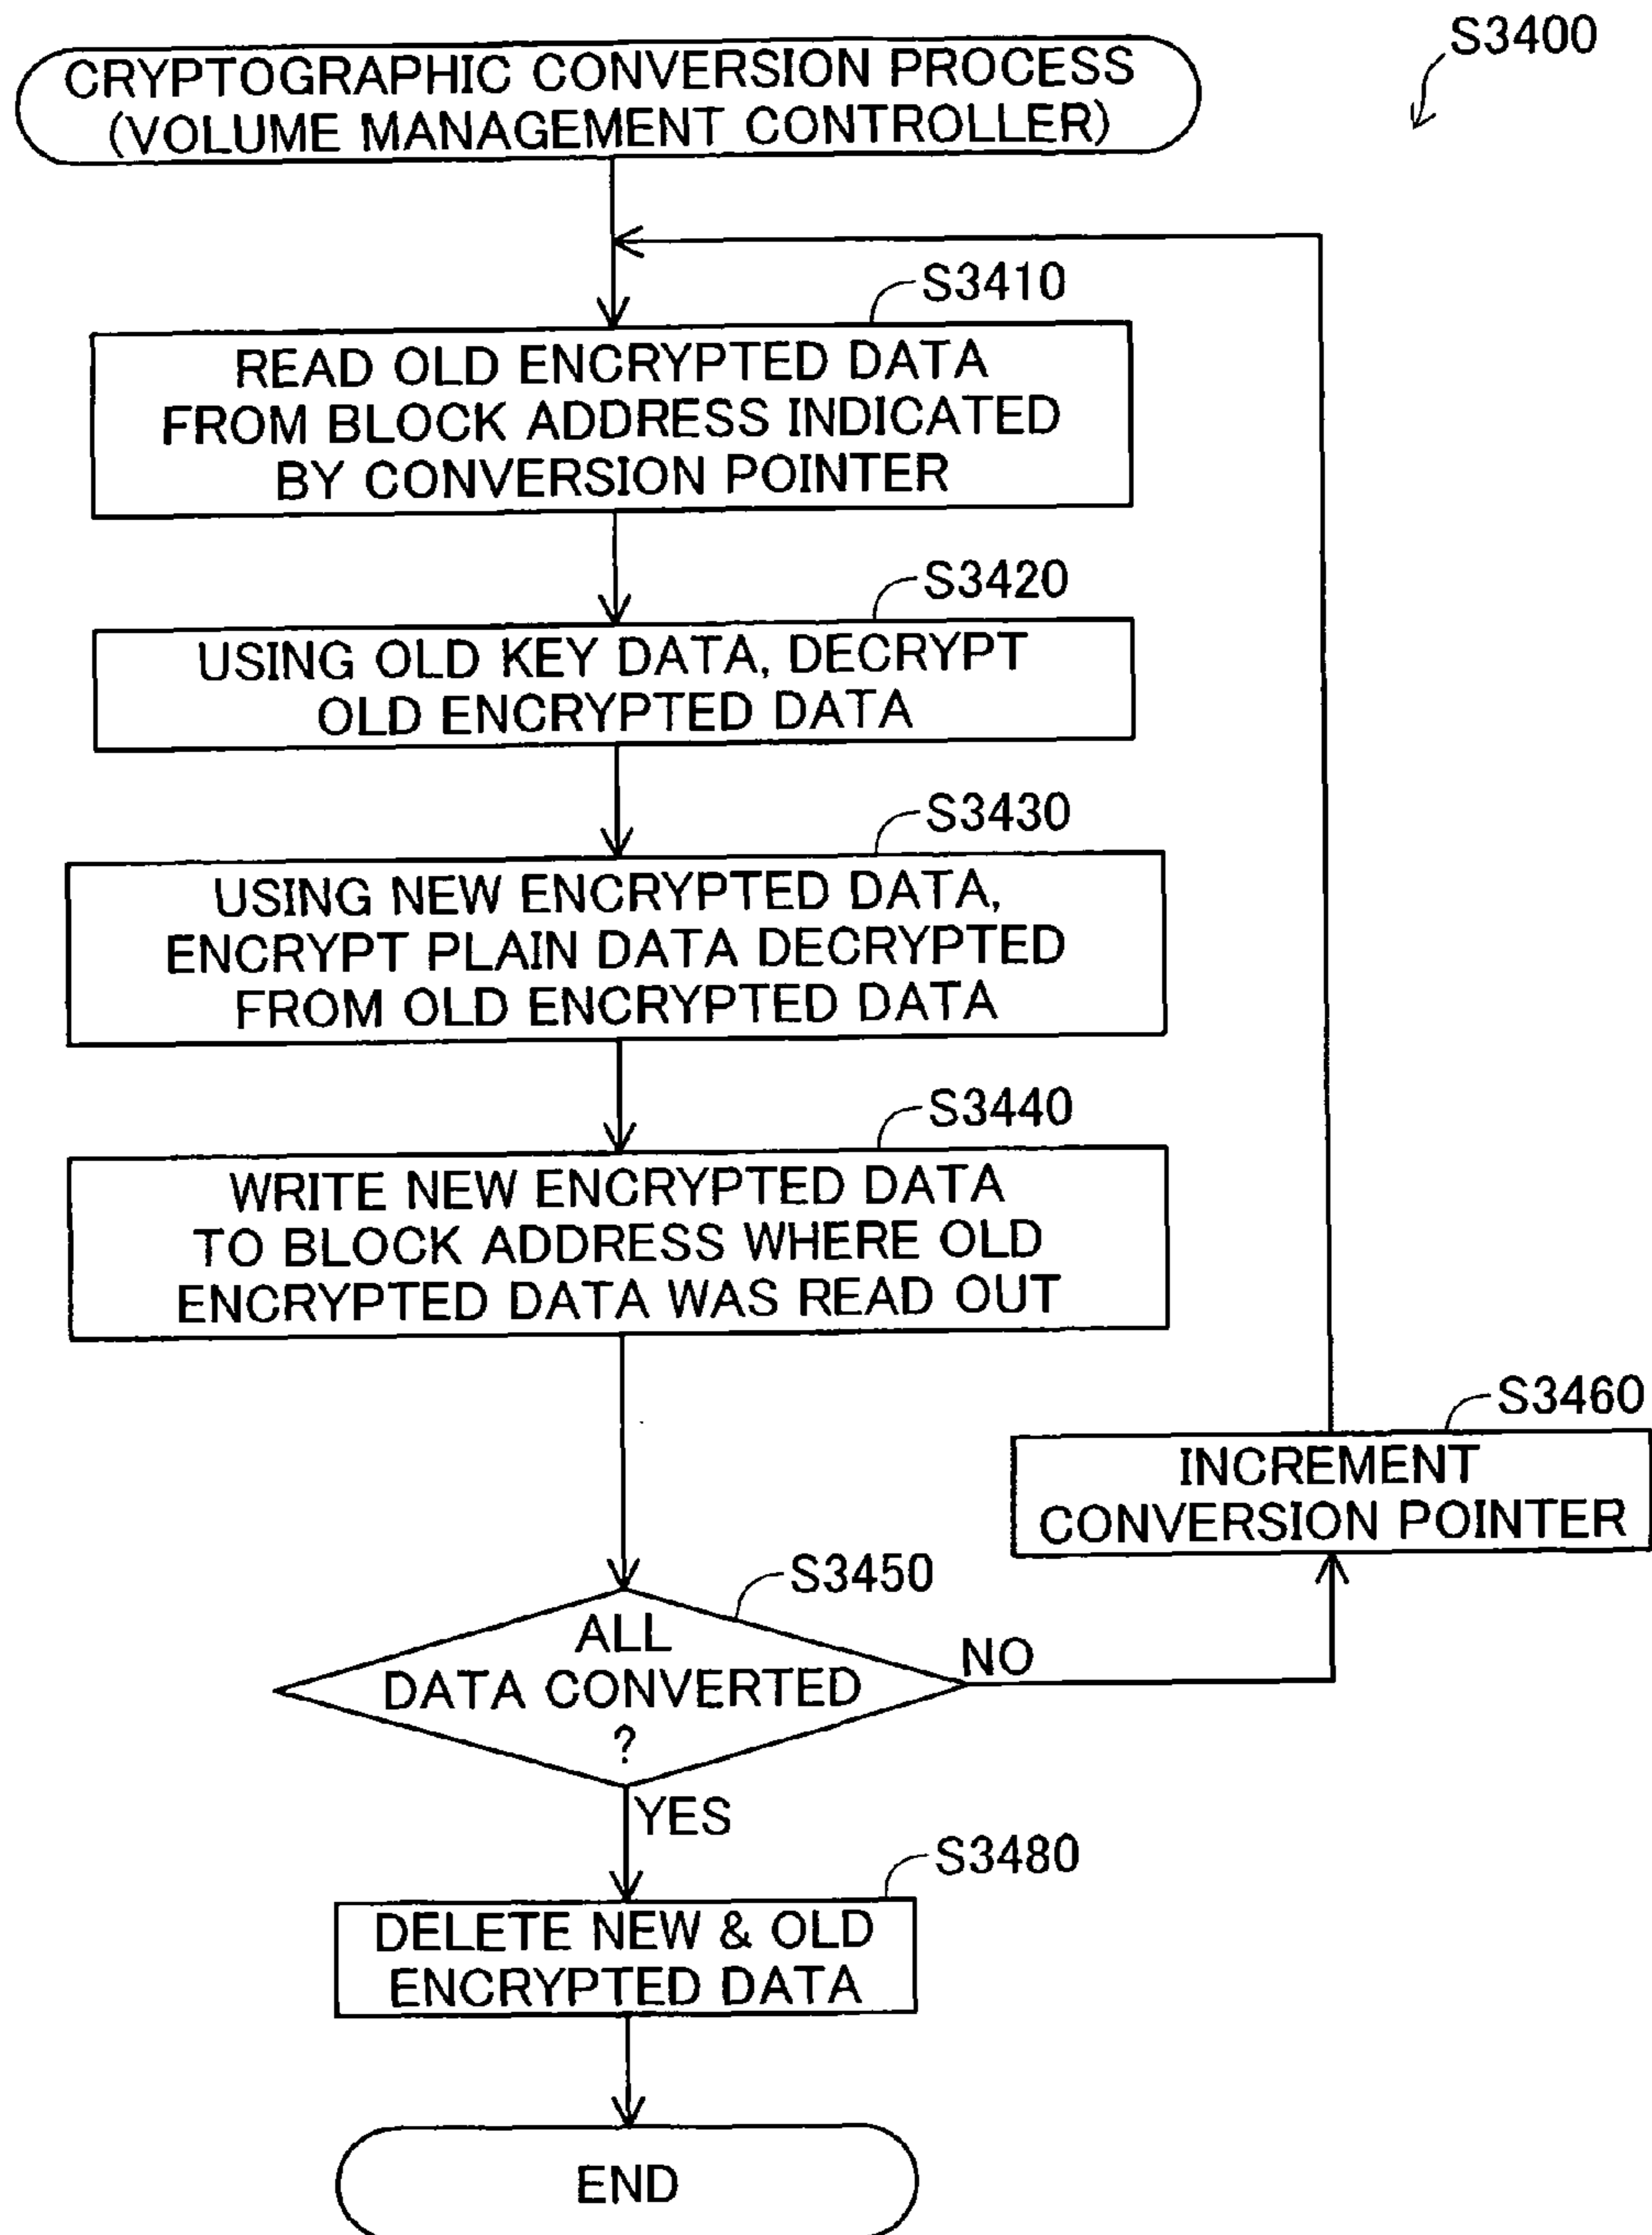 S3400
CRYPTOGRAPHIC CONVERSION PROCESS
(VOLUME MANAGEMENT CONTROLLER)
S3410
READ OLD ENCRYPTED DATA
FROM BLOCK ADDRESS INDICATED
BY CONVERSION POINTER
S3420
USING OLD KEY DATA, DECRYPT
OLD ENCRYPTED DATA
S3430
USING NEW ENCRYPTED DATA,
ENCRYPT PLAIN DATA DECRYPTED
FROM OLD ENCRYPTED DATA
S3440
WRITE NEW ENCRYPTED DATA
TO BLOCK ADDRESS WHERE OLD
ENCRYPTED DATA WAS READ OUT
S3460
INCREMENT
CONVERSION POINTER
S3450
ALL
DATA CONVERTED
?
NO
YES
S3480
DELETE NEW & OLD
ENCRYPTED DATA
END